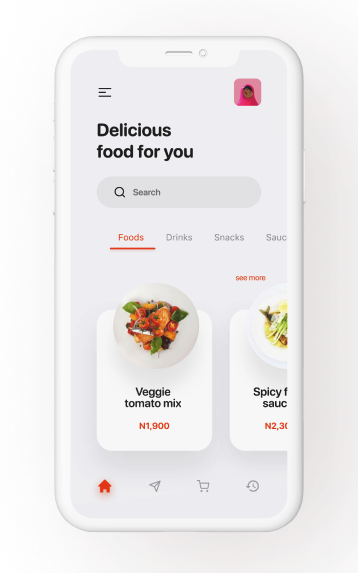 Delicious
food for you
Search
Foods Drinks Snacks Sauc
see more
Veggie
tomato mix
N1,900
Spicy f
sauc
N2,30